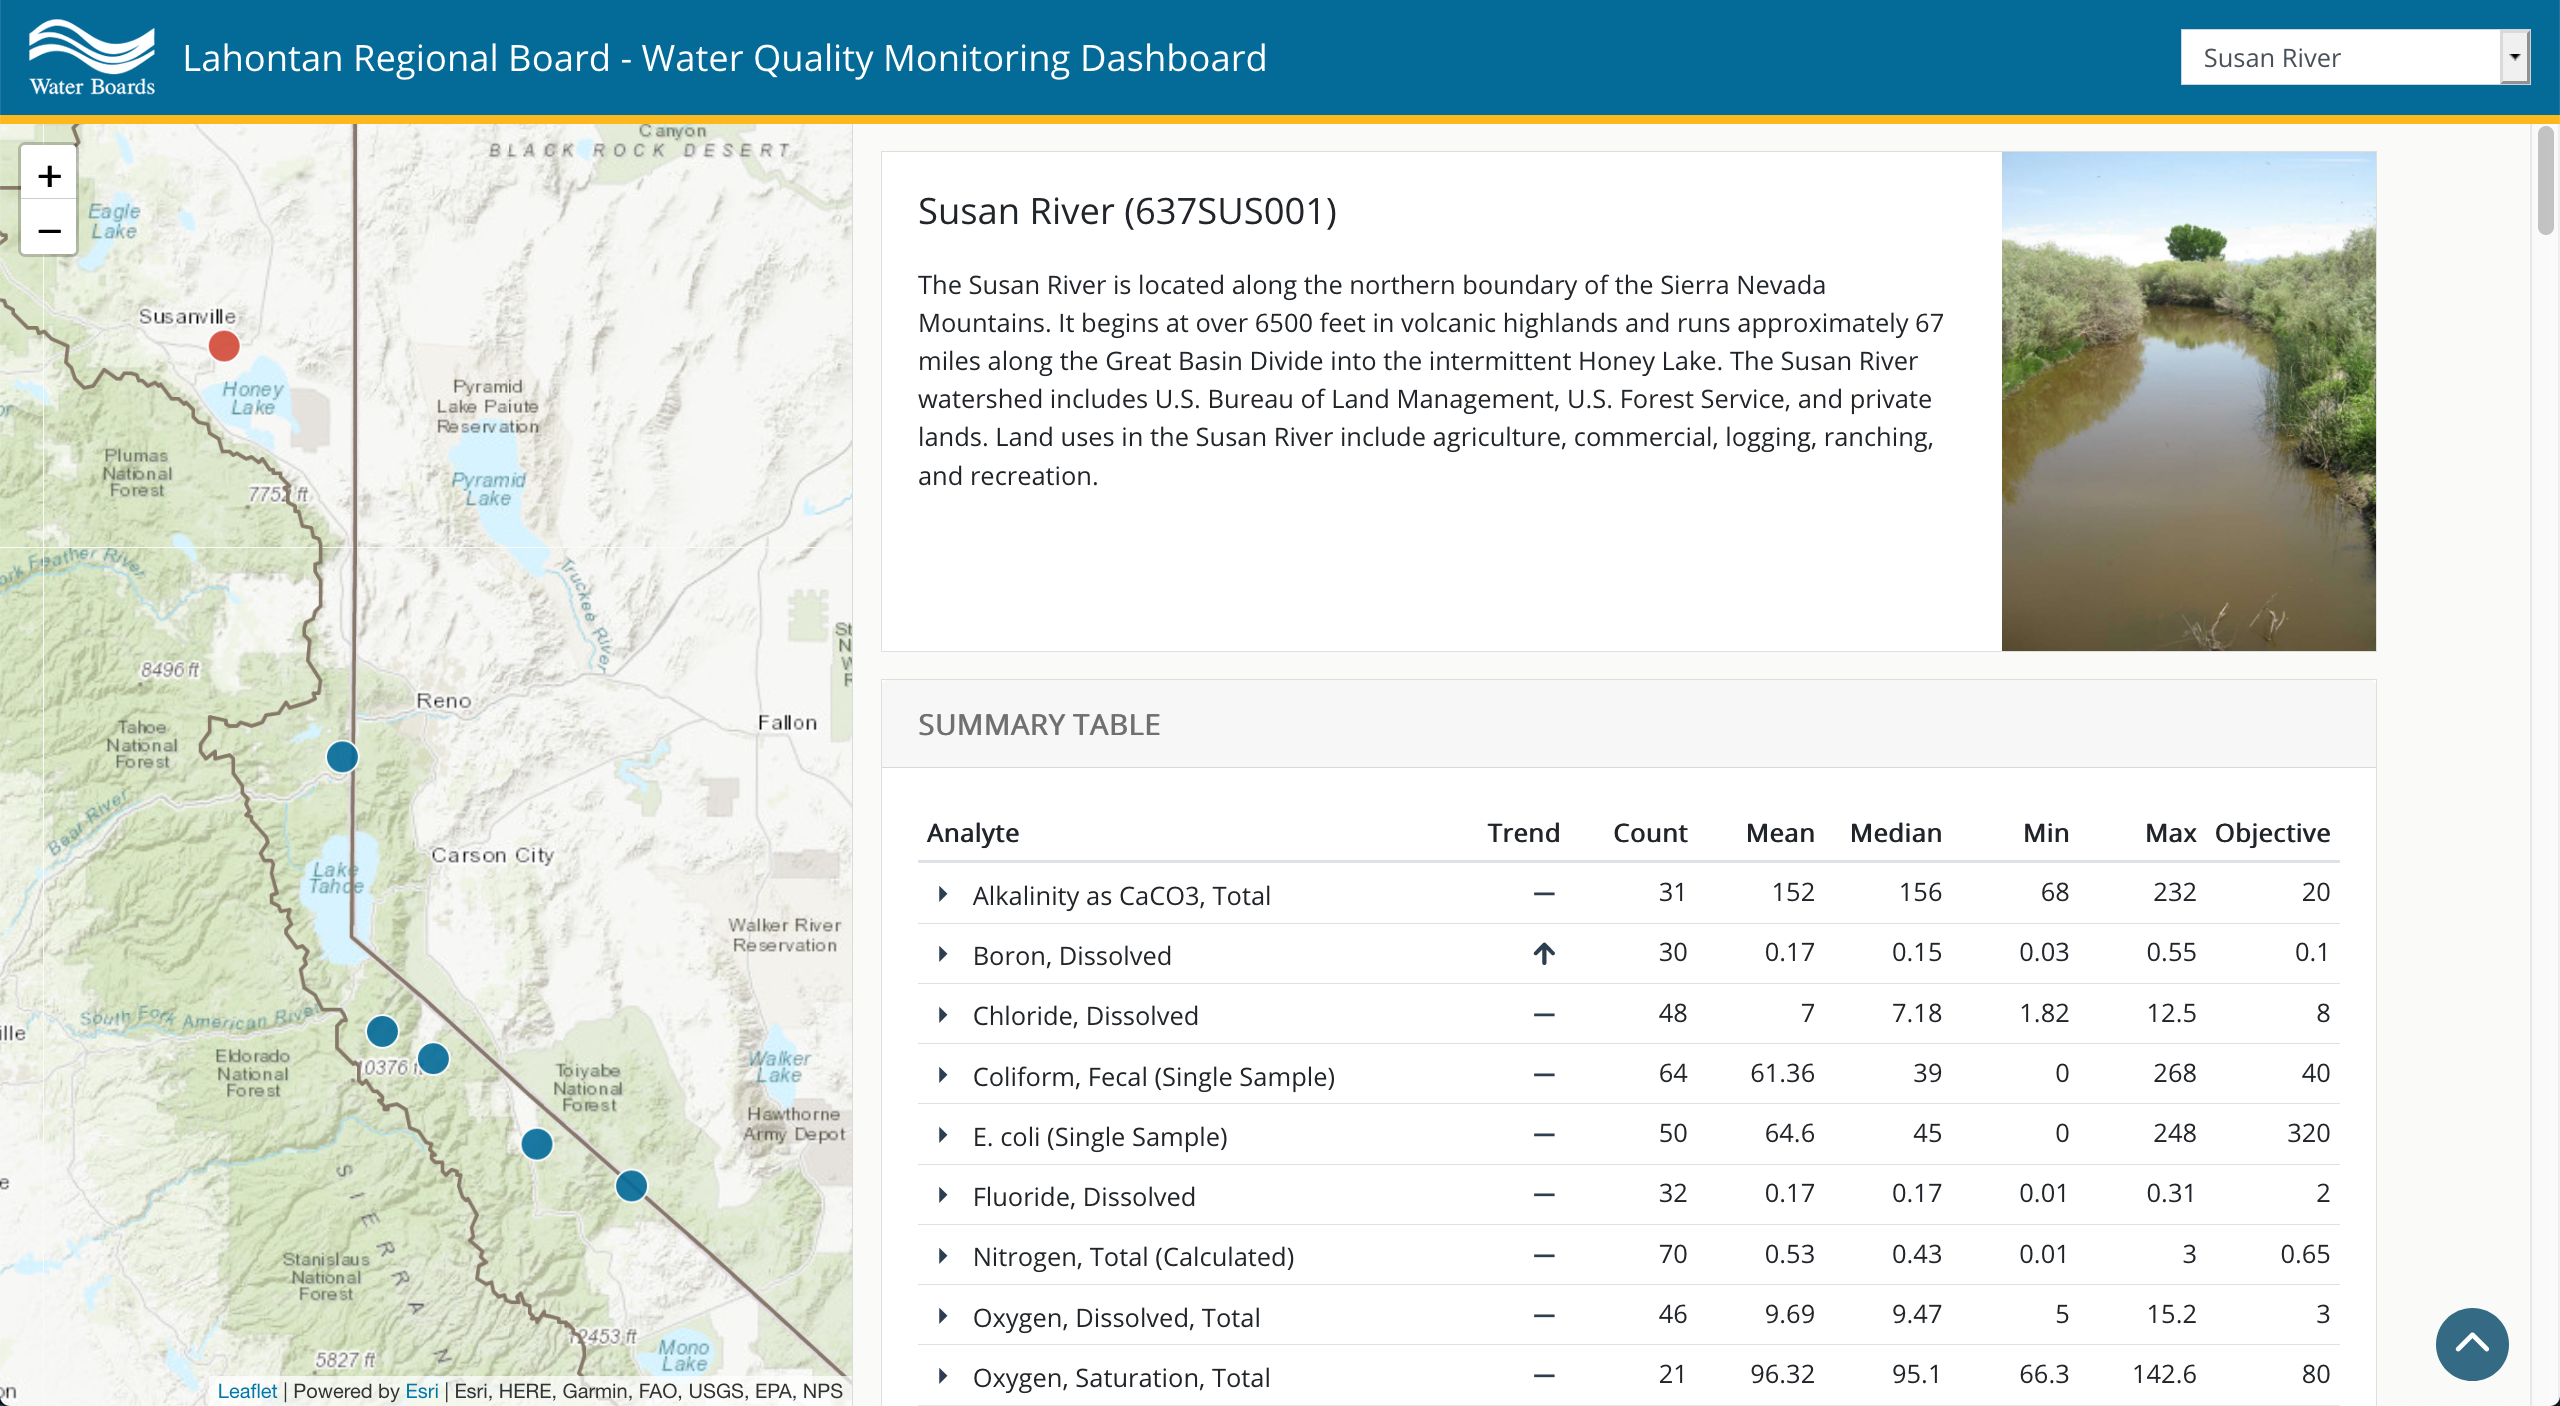 Water Boards
Lahontan Regional Board - Water Quality Monitoring Dashboard
Susan River
+
−
Canyon
BLACK ROCK DESERT
Eagle
Lake
Susanville
Honey
Lake
Pyramid
Lake Paiute
Reservation
Plumas
National
Forest
7752 ft
Pyramid
Lake
Feather River
Truckee River
8496 ft
Reno
Fallon
Tahoe
National
Forest
Bear River
Carson City
Lake
Tahoe
Walker River
Reservation
South Fork American River
Eldorado
National
Forest
10376
Toiyabe
National
Forest
Walker
Lake
Hawthorne
Army Depot
SIERRA N
Stanislaus
National
Forest
12453 ft
5827 ft
Mono
Lake
Leaflet | Powered by Esri | Esri, HERE, Garmin, FAO, USGS, EPA, NPS
Susan River (637SUS001)
The Susan River is located along the northern boundary of the Sierra Nevada
Mountains. It begins at over 6500 feet in volcanic highlands and runs approximately 67
miles along the Great Basin Divide into the intermittent Honey Lake. The Susan River
watershed includes U.S. Bureau of Land Management, U.S. Forest Service, and private
lands. Land uses in the Susan River include agriculture, commercial, logging, ranching,
and recreation.
SUMMARY TABLE
Analyte Trend Count Mean Median Min Max Objective
Alkalinity as CaCO3, Total — 31 152 156 68 232 20
Boron, Dissolved ↑ 30 0.17 0.15 0.03 0.55 0.1
Chloride, Dissolved — 48 7 7.18 1.82 12.5 8
Coliform, Fecal (Single Sample) — 64 61.36 39 0 268 40
E. coli (Single Sample) — 50 64.6 45 0 248 320
Fluoride, Dissolved — 32 0.17 0.17 0.01 0.31 2
Nitrogen, Total (Calculated) — 70 0.53 0.43 0.01 3 0.65
Oxygen, Dissolved, Total — 46 9.69 9.47 5 15.2 3
Oxygen, Saturation, Total — 21 96.32 95.1 66.3 142.6 80